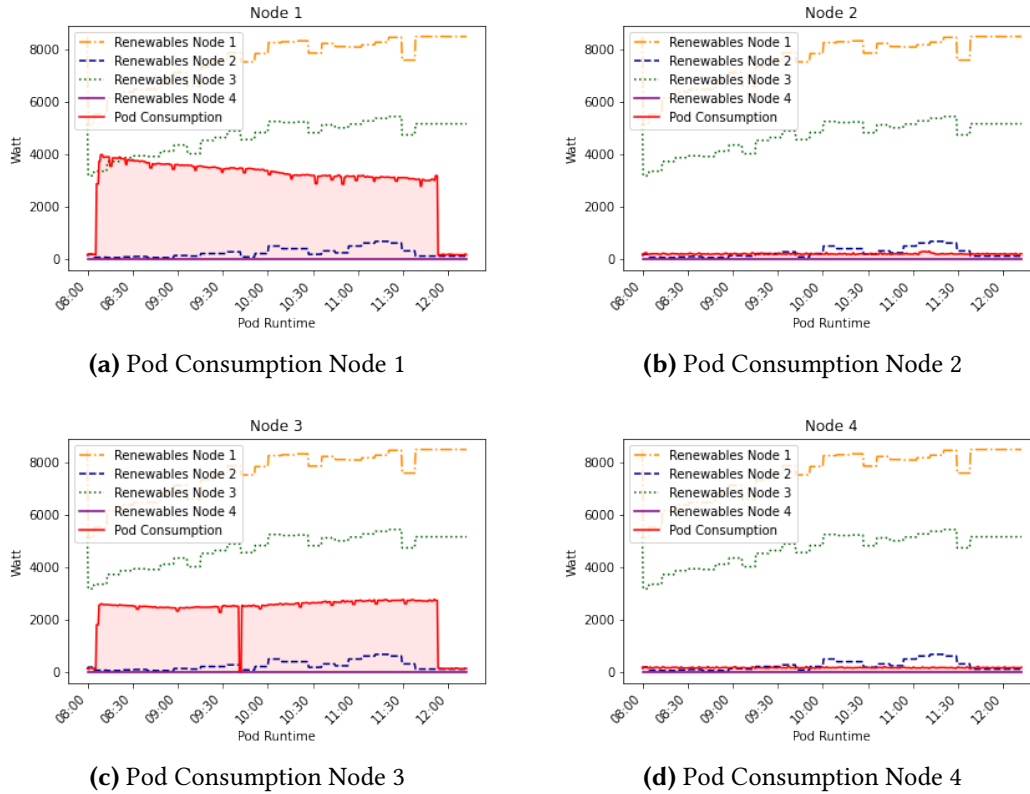 Node 1
8000
6000
4000
2000
0
Watt
Renewables Node 1
Renewables Node 2
Renewables Node 3
Renewables Node 4
Pod Consumption
08:00
08:30
09:00
09:30
10:00
10:30
11:00
11:30
12:00
Pod Runtime
(a) Pod Consumption Node 1
Node 2
8000
6000
4000
2000
0
Watt
Renewables Node 1
Renewables Node 2
Renewables Node 3
Renewables Node 4
Pod Consumption
08:00
08:30
09:00
09:30
10:00
10:30
11:00
11:30
12:00
Pod Runtime
(b) Pod Consumption Node 2
Node 3
8000
6000
4000
2000
0
Watt
Renewables Node 1
Renewables Node 2
Renewables Node 3
Renewables Node 4
Pod Consumption
08:00
08:30
09:00
09:30
10:00
10:30
11:00
11:30
12:00
Pod Runtime
(c) Pod Consumption Node 3
Node 4
8000
6000
4000
2000
0
Watt
Renewables Node 1
Renewables Node 2
Renewables Node 3
Renewables Node 4
Pod Consumption
08:00
08:30
09:00
09:30
10:00
10:30
11:00
11:30
12:00
Pod Runtime
(d) Pod Consumption Node 4